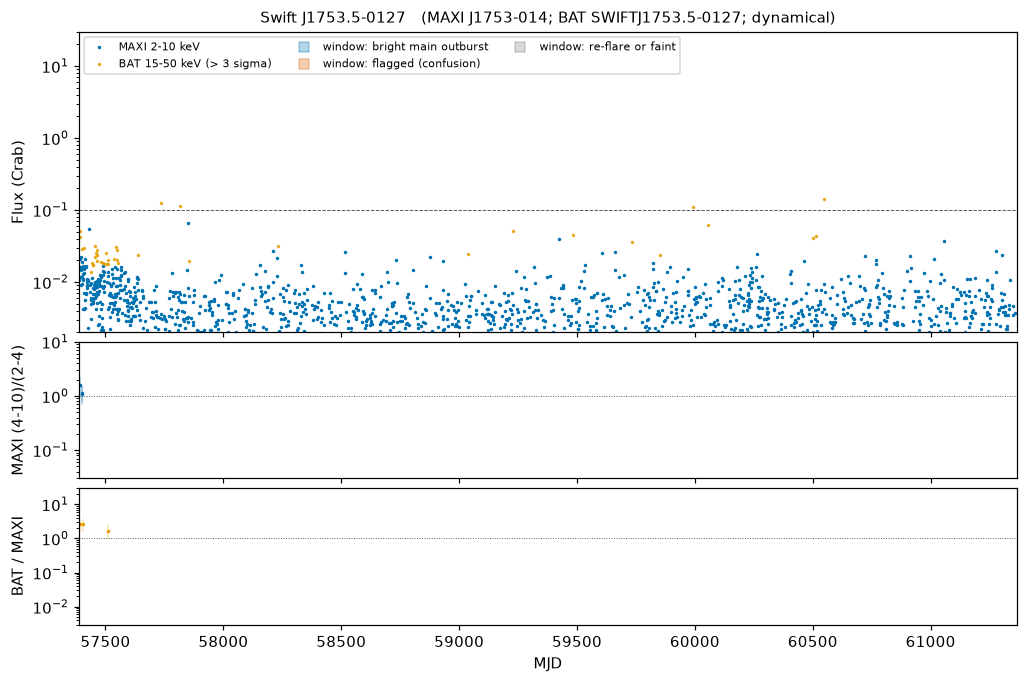 Swift J1753.5-0127   (MAXI J1753-014; BAT SWIFTJ1753.5-0127; dynamical)
MAXI 2-10 keV
BAT 15-50 keV (> 3 sigma)
window: bright main outburst
window: flagged (confusion)
window: re-flare or faint
Flux (Crab)
10¹
10⁰
10⁻¹
10⁻²
MAXI (4-10)/(2-4)
10¹
10⁰
10⁻¹
BAT / MAXI
10¹
10⁰
10⁻¹
10⁻²
57500 58000 58500 59000 59500 60000 60500 61000
MJD